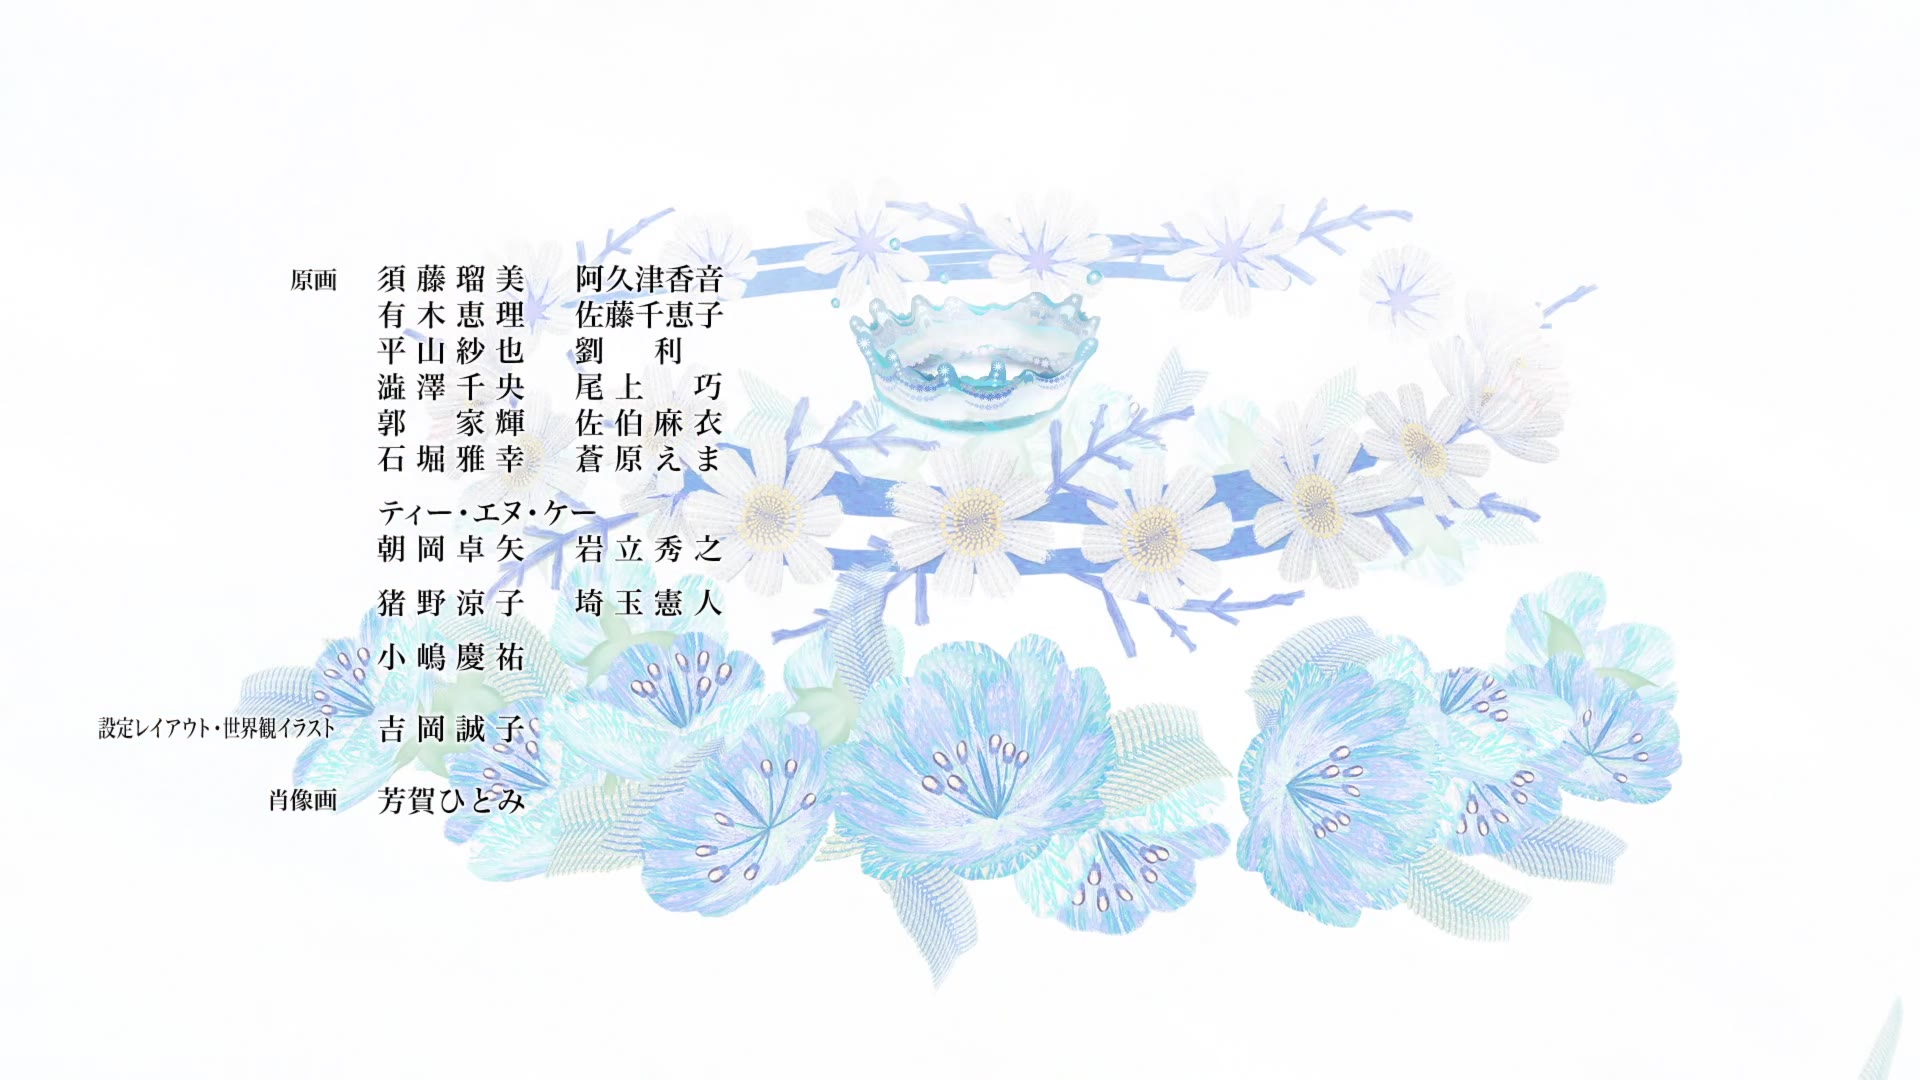 原画 須藤瑠美 阿久津香音
有木恵理 佐藤千恵子
平山紗也 劉 利
澁澤千央 尾上 巧
郭 家輝 佐伯麻衣
石堀雅幸 蒼原えま
ティー・エヌ・ケー
朝岡卓矢 岩立秀之
猪野涼子 埼玉憲人
小嶋慶祐
設定レイアウト・世界観イラスト 吉岡誠子
肖像画 芳賀ひとみ